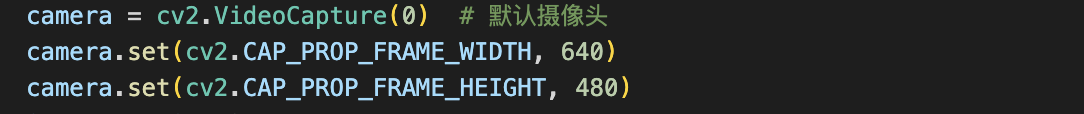 camera = cv2.VideoCapture(0)  # 默认摄像头
camera.set(cv2.CAP_PROP_FRAME_WIDTH, 640)
camera.set(cv2.CAP_PROP_FRAME_HEIGHT, 480)